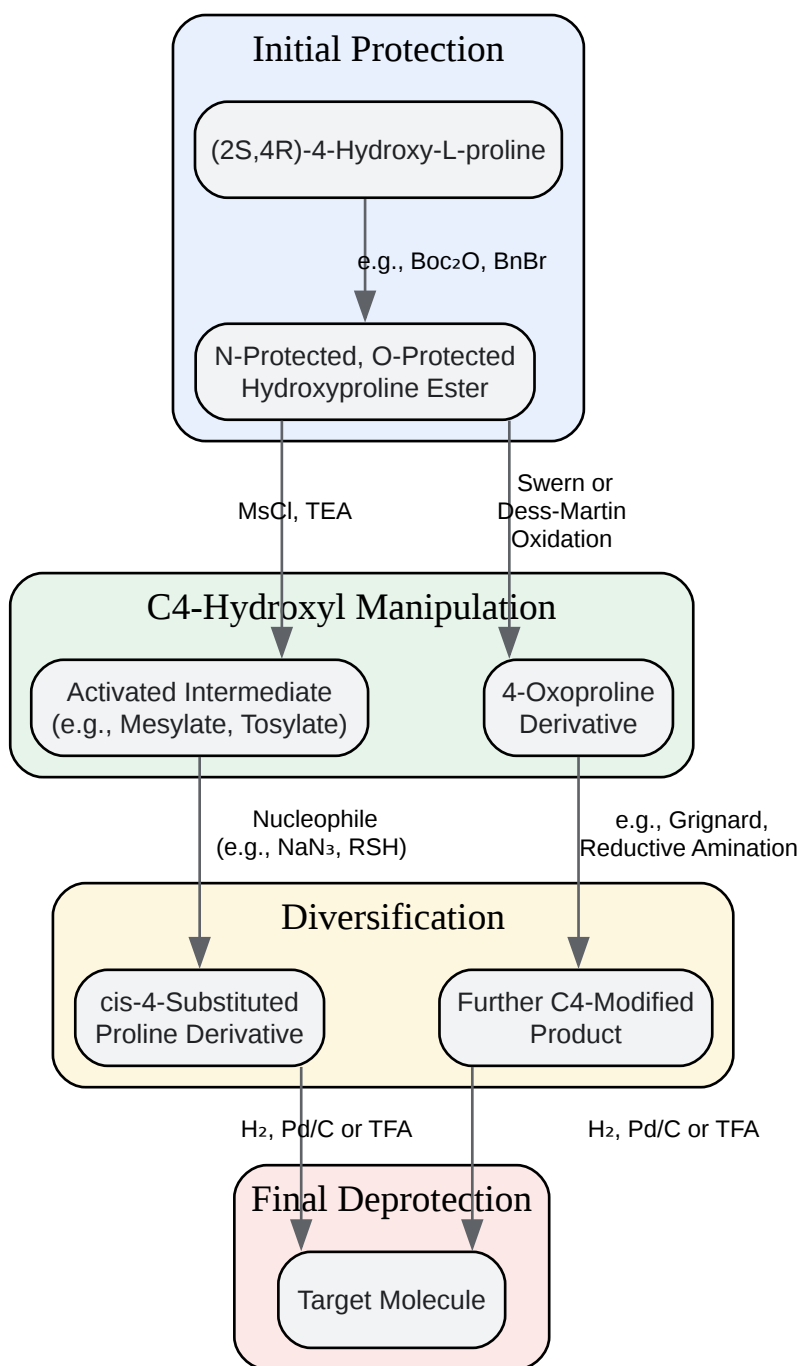 Initial Protection
(2S,4R)-4-Hydroxy-L-proline
e.g., Boc₂O, BnBr
N-Protected, O-Protected
Hydroxyproline Ester
MsCl, TEA
Swern or
Dess-Martin
Oxidation
C4-Hydroxyl Manipulation
Activated Intermediate
(e.g., Mesylate, Tosylate)
4-Oxoproline
Derivative
Nucleophile
(e.g., NaN₃, RSH)
e.g., Grignard,
Reductive Amination
Diversification
cis-4-Substituted
Proline Derivative
Further C4-Modified
Product
H₂, Pd/C or TFA
H₂, Pd/C or TFA
Final Deprotection
Target Molecule